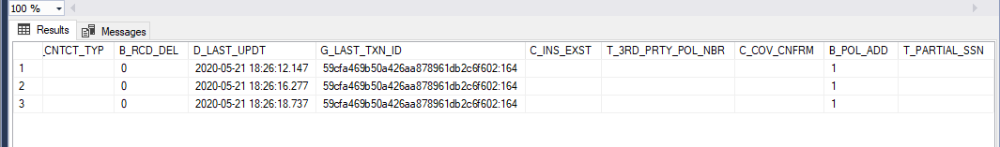 100 %
Results Messages
CNTCT_TYP B_RCD_DEL D_LAST_UPDT G_LAST_TXN_ID C_INS_EXST T_3RD_PRTY_POL_NBR C_COV_CNFRM B_POL_ADD T_PARTIAL_SSN
1 0 2020-05-21 18:26:12.147 59cfa469b50a426aa878961db2c6f602:164 1
2 0 2020-05-21 18:26:16.277 59cfa469b50a426aa878961db2c6f602:164 1
3 0 2020-05-21 18:26:18.737 59cfa469b50a426aa878961db2c6f602:164 1